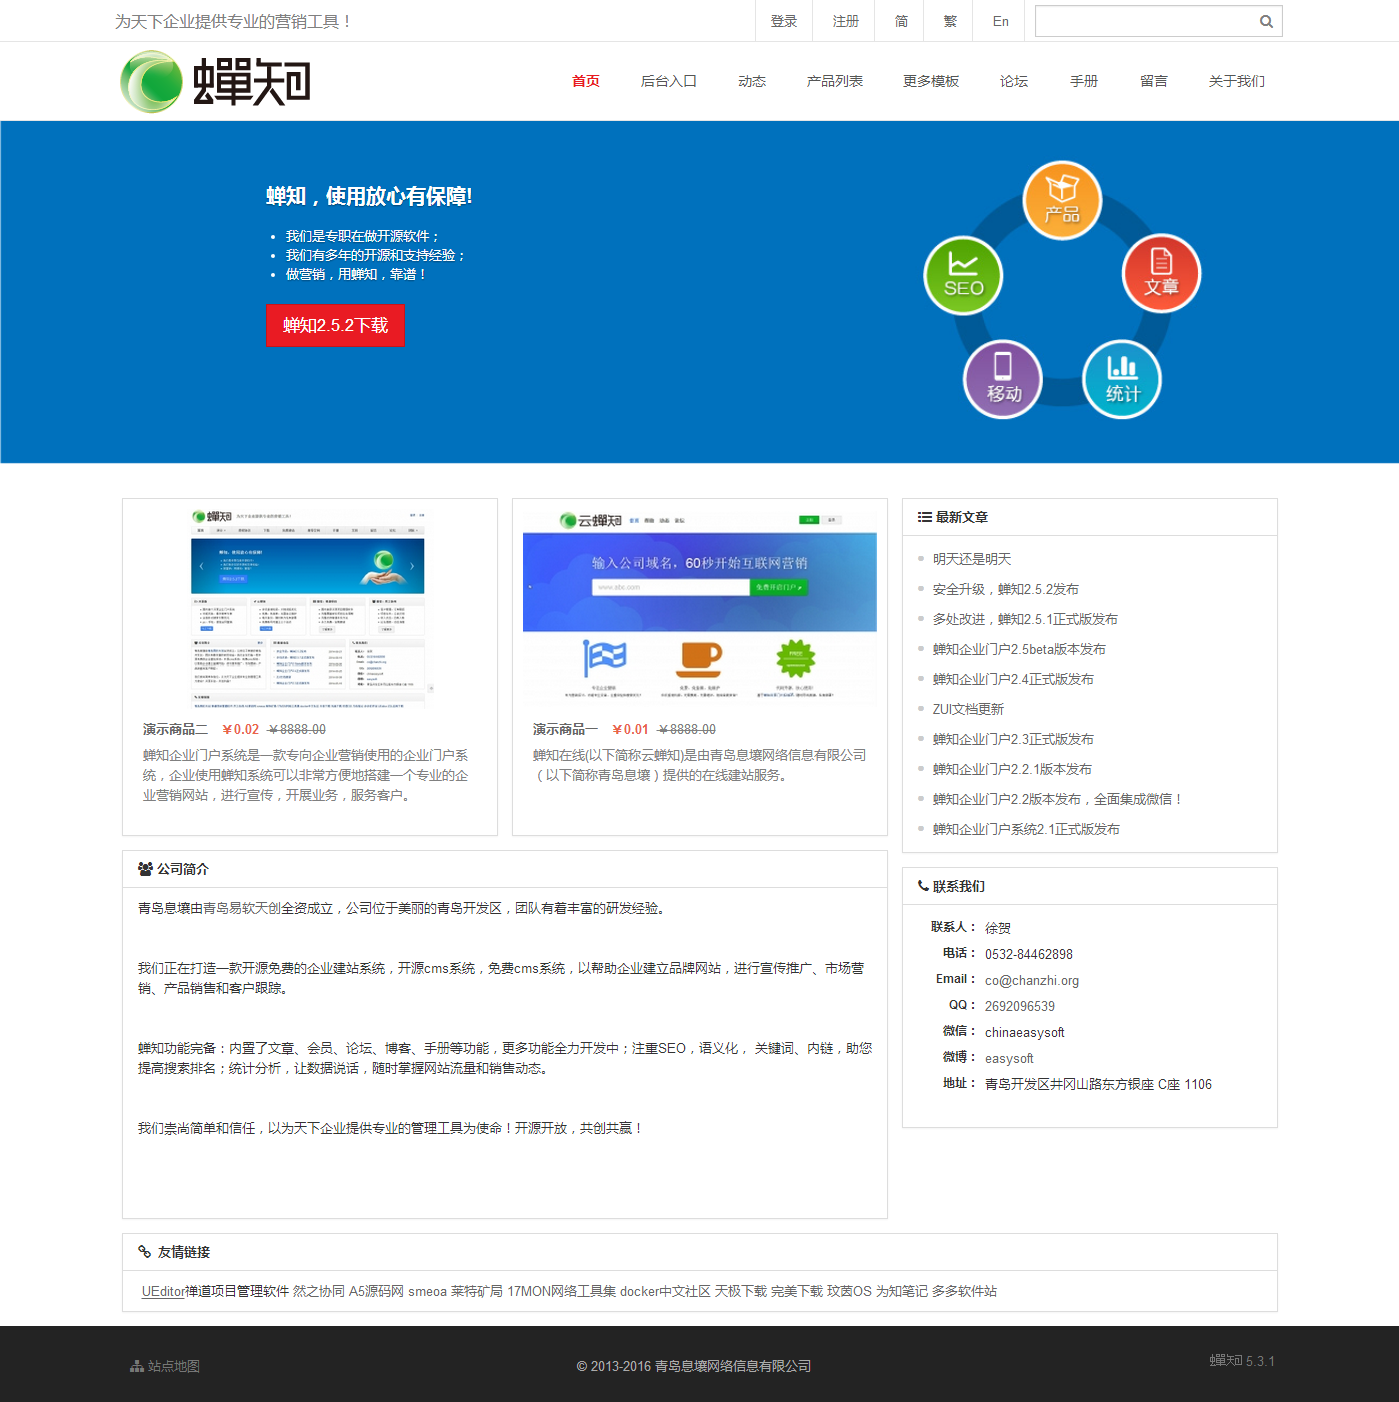 为天下企业提供专业的营销工具！
登录 注册 简 繁 En
蝉知
首页 后台入口 动态 产品列表 更多模板 论坛 手册 留言 关于我们
蝉知，使用放心有保障!
我们是专职在做开源软件；
我们有多年的开源和支持经验；
做营销，用蝉知，靠谱！
蝉知2.5.2下载
产品
SEO
文章
移动
统计
蝉知
云蝉知
输入公司域名，60秒开始互联网营销
www.abc.com
免费开启门户
FREE
演示商品二 ￥0.02 ￥8888.00
蝉知企业门户系统是一款专向企业营销使用的企业门户系
统，企业使用蝉知系统可以非常方便地搭建一个专业的企
业营销网站，进行宣传，开展业务，服务客户。
演示商品一 ￥0.01 ￥8888.00
蝉知在线(以下简称云蝉知)是由青岛息壤网络信息有限公司
（以下简称青岛息壤）提供的在线建站服务。
最新文章
明天还是明天
安全升级，蝉知2.5.2发布
多处改进，蝉知2.5.1正式版发布
蝉知企业门户2.5beta版本发布
蝉知企业门户2.4正式版发布
ZUI文档更新
蝉知企业门户2.3正式版发布
蝉知企业门户2.2.1版本发布
蝉知企业门户2.2版本发布，全面集成微信！
蝉知企业门户系统2.1正式版发布
公司简介
青岛息壤由青岛易软天创全资成立，公司位于美丽的青岛开发区，团队有着丰富的研发经验。
我们正在打造一款开源免费的企业建站系统，开源cms系统，免费cms系统，以帮助企业建立品牌网站，进行宣传推广、市场营
销、产品销售和客户跟踪。
蝉知功能完备：内置了文章、会员、论坛、博客、手册等功能，更多功能全力开发中；注重SEO，语义化， 关键词、内链，助您
提高搜索排名；统计分析，让数据说话，随时掌握网站流量和销售动态。
我们崇尚简单和信任，以为天下企业提供专业的管理工具为使命！开源开放，共创共赢！
联系我们
联系人： 徐贺
电话： 0532-84462898
Email： co@chanzhi.org
QQ： 2692096539
微信： chinaeasysoft
微博： easysoft
地址： 青岛开发区井冈山路东方银座 C座 1106
友情链接
UEditor禅道项目管理软件 然之协同 A5源码网 smeoa 莱特矿局 17MON网络工具集 docker中文社区 天极下载 完美下载 玟茵OS 为知笔记 多多软件站
站点地图
© 2013-2016 青岛息壤网络信息有限公司
蝉知 5.3.1